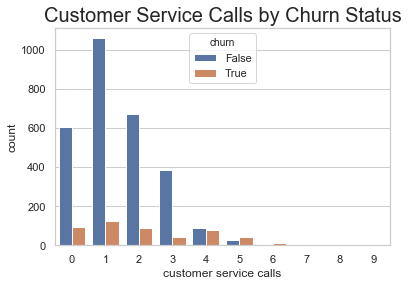 Customer Service Calls by Churn Status
churn
False
True
1000
800
600
400
200
0
count
0 1 2 3 4 5 6 7 8 9
customer service calls